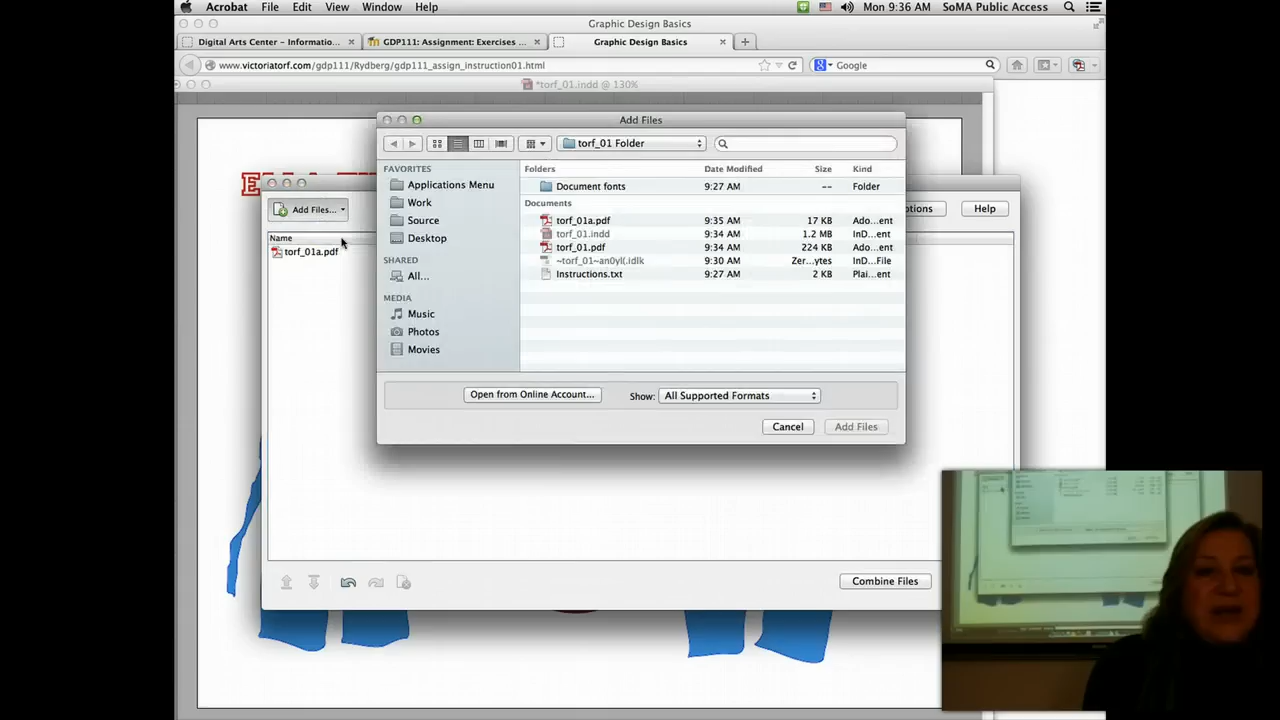 Acrobat File Edit View Window Help Mon 9:36 AM SoMA Public Access
Graphic Design Basics
Digital Arts Center – Informatio... GDP111: Assignment: Exercises ... Graphic Design Basics
www.victoriatorf.com/gdp111/Rydberg/gdp111_assign_instruction01.html Google
*torf_01.indd @ 130%
Add Files
torf_01 Folder
FAVORITES
Applications Menu
Work
Source
Desktop
SHARED
All...
MEDIA
Music
Photos
Movies
Folders Date Modified Size Kind
Document fonts 9:27 AM -- Folder
Documents
torf_01a.pdf 9:35 AM 17 KB Ado...ent
torf_01.indd 9:34 AM 1.2 MB InD...ent
torf_01.pdf 9:34 AM 224 KB Ado...ent
~torf_01~an0yl(.idlk 9:30 AM Zer...ytes InD...File
Instructions.txt 9:27 AM 2 KB Plai...ent
Open from Online Account... Show: All Supported Formats
Cancel Add Files
Add Files... ptions Help
Name
torf_01a.pdf
Combine Files